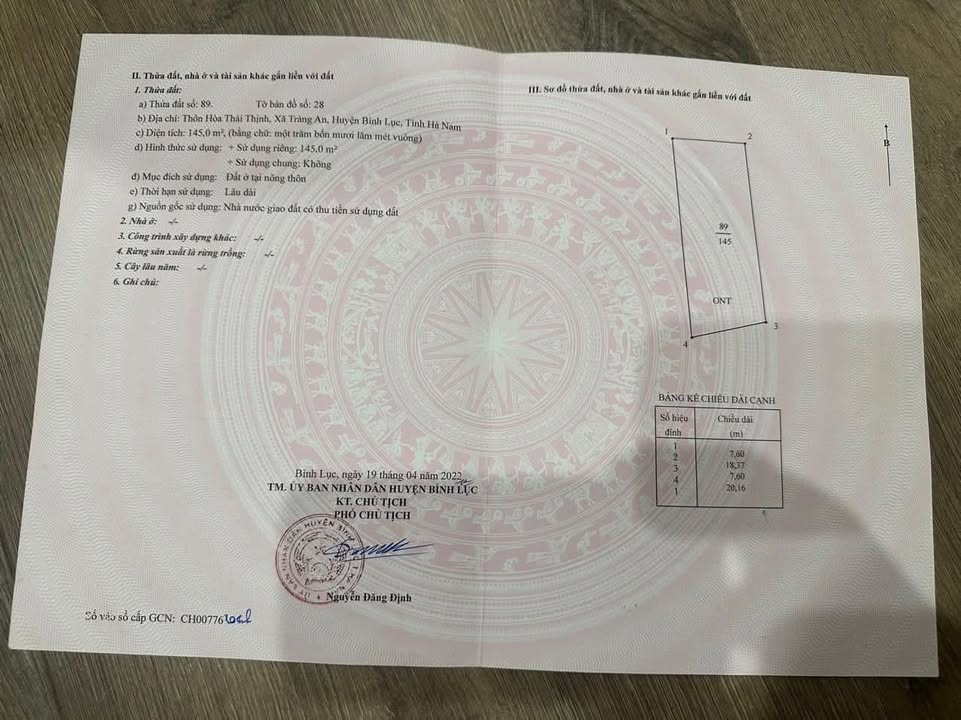 II. Thửa đất, nhà ở và tài sản khác gắn liền với đất
1. Thửa đất:
a) Thửa đất số: 89. Tờ bản đồ số: 28
b) Địa chỉ: Thôn Hòa Thái Thịnh, Xã Tràng An, Huyện Bình Lục, Tỉnh Hà Nam
c) Diện tích: 145,0 m², (bằng chữ: một trăm bốn mươi lăm mét vuông)
d) Hình thức sử dụng: + Sử dụng riêng: 145,0 m²
+ Sử dụng chung: Không
đ) Mục đích sử dụng: Đất ở tại nông thôn
e) Thời hạn sử dụng: Lâu dài
g) Nguồn gốc sử dụng: Nhà nước giao đất có thu tiền sử dụng đất
2. Nhà ở: -/-
3. Công trình xây dựng khác: -/-
4. Rừng sản xuất là rừng trồng: -/-
5. Cây lâu năm: -/-
6. Ghi chú:
Bình Lục, ngày 19 tháng 04 năm 2022
TM. ỦY BAN NHÂN DÂN HUYỆN BÌNH LỤC
KT. CHỦ TỊCH
PHÓ CHỦ TỊCH
ỦY BAN NHÂN DÂN HUYỆN BÌNH
Nguyễn Đăng Định
Số vào sổ cấp GCN: CH00776
III. Sơ đồ thửa đất, nhà ở và tài sản khác gắn liền với đất
B
1
2
89
145
ONT
3
4
BẢNG KÊ CHIỀU DÀI CẠNH
Số hiệu đỉnh
Chiều dài (m)
1
7,60
2
18,37
3
7,60
4
20,16
1